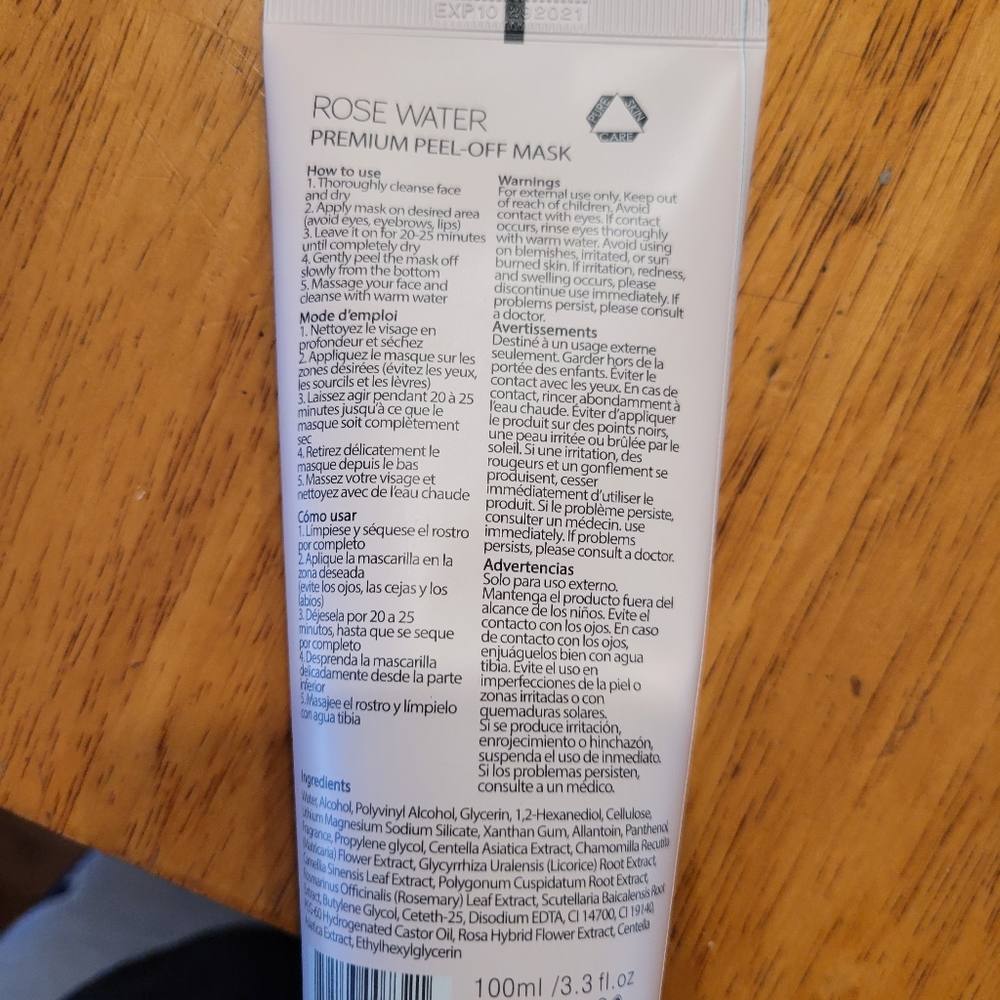 EXP10 2021
ROSE WATER
PREMIUM PEEL-OFF MASK
PURE SKIN CARE
How to use
1. Thoroughly cleanse face
and dry
2. Apply mask on desired area
(avoid eyes, eyebrows, lips)
3. Leave it on for 20-25 minutes
until completely dry
4. Gently peel the mask off
slowly from the bottom
5. Massage your face and
cleanse with warm water
Mode d'emploi
1. Nettoyez le visage en
profondeur et séchez
2. Appliquez le masque sur les
zones désirées (évitez les yeux,
les sourcils et les lèvres)
3. Laissez agir pendant 20 à 25
minutes jusqu'à ce que le
masque soit complètement
sec
4. Retirez délicatement le
masque depuis le bas
5. Massez votre visage et
nettoyez avec de l'eau chaude
Cómo usar
1. Límpiese y séquese el rostro
por completo
2. Aplique la mascarilla en la
zona deseada
(evite los ojos, las cejas y los
labios)
3. Déjesela por 20 a 25
minutos, hasta que se seque
por completo
4. Desprenda la mascarilla
delicadamente desde la parte
inferior
5. Masajee el rostro y límpielo
con agua tibia
Warnings
For external use only. Keep out
of reach of children. Avoid
contact with eyes. If contact
occurs, rinse eyes thoroughly
with warm water. Avoid using
on blemishes, irritated, or sun
burned skin. If irritation, redness,
and swelling occurs, please
discontinue use immediately. If
problems persist, please consult
a doctor.
Avertissements
Destiné à un usage externe
seulement. Garder hors de la
portée des enfants. Éviter le
contact avec les yeux. En cas de
contact, rincer abondamment à
l'eau chaude. Éviter d'appliquer
le produit sur des points noirs,
une peau irritée ou brûlée par le
soleil. Si une irritation, des
rougeurs et un gonflement se
produisent, cesser
immédiatement d'utiliser le
produit. Si le problème persiste,
consulter un médecin. use
immediately. If problems
persists, please consult a doctor.
Advertencias
Solo para uso externo.
Mantenga el producto fuera del
alcance de los niños. Evite el
contacto con los ojos. En caso
de contacto con los ojos,
enjuáguelos bien con agua
tibia. Evite el uso en
imperfecciones de la piel o
zonas irritadas o con
quemaduras solares.
Si se produce irritación,
enrojecimiento o hinchazón,
suspenda el uso de inmediato.
Si los problemas persisten,
consulte a un médico.
Ingredients
Water, Alcohol, Polyvinyl Alcohol, Glycerin, 1,2-Hexanediol, Cellulose,
Lithium Magnesium Sodium Silicate, Xanthan Gum, Allantoin, Panthenol
Fragrance, Propylene glycol, Centella Asiatica Extract, Chamomilla Recutita
(Matricaria) Flower Extract, Glycyrrhiza Uralensis (Licorice) Root Extract,
Camellia Sinensis Leaf Extract, Polygonum Cuspidatum Root Extract,
Rosmarinus Officinalis (Rosemary) Leaf Extract, Scutellaria Baicalensis Root
Extract, Butylene Glycol, Ceteth-25, Disodium EDTA, CI 14700, CI 19140,
PEG-60 Hydrogenated Castor Oil, Rosa Hybrid Flower Extract, Centella
Asiatica Extract, Ethylhexylglycerin
100ml /3.3 fl.oz